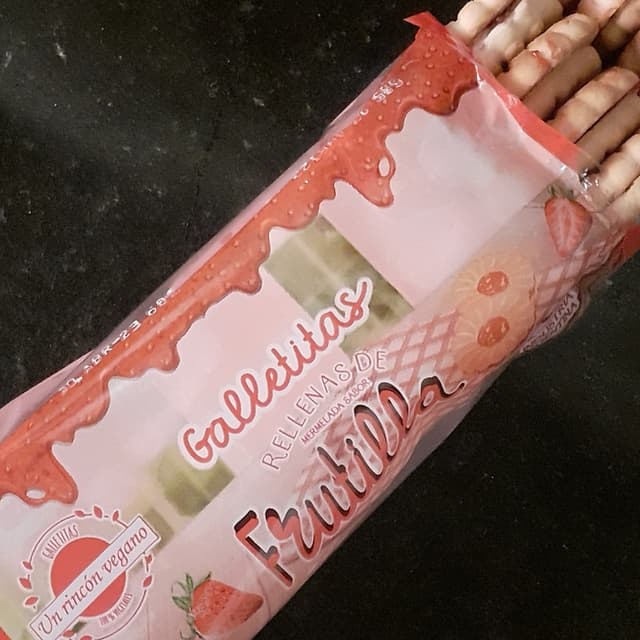 Galletitas
RELLENAS DE
MERMELADA SABOR
Frutilla
GALLETITAS
Un rincón vegano